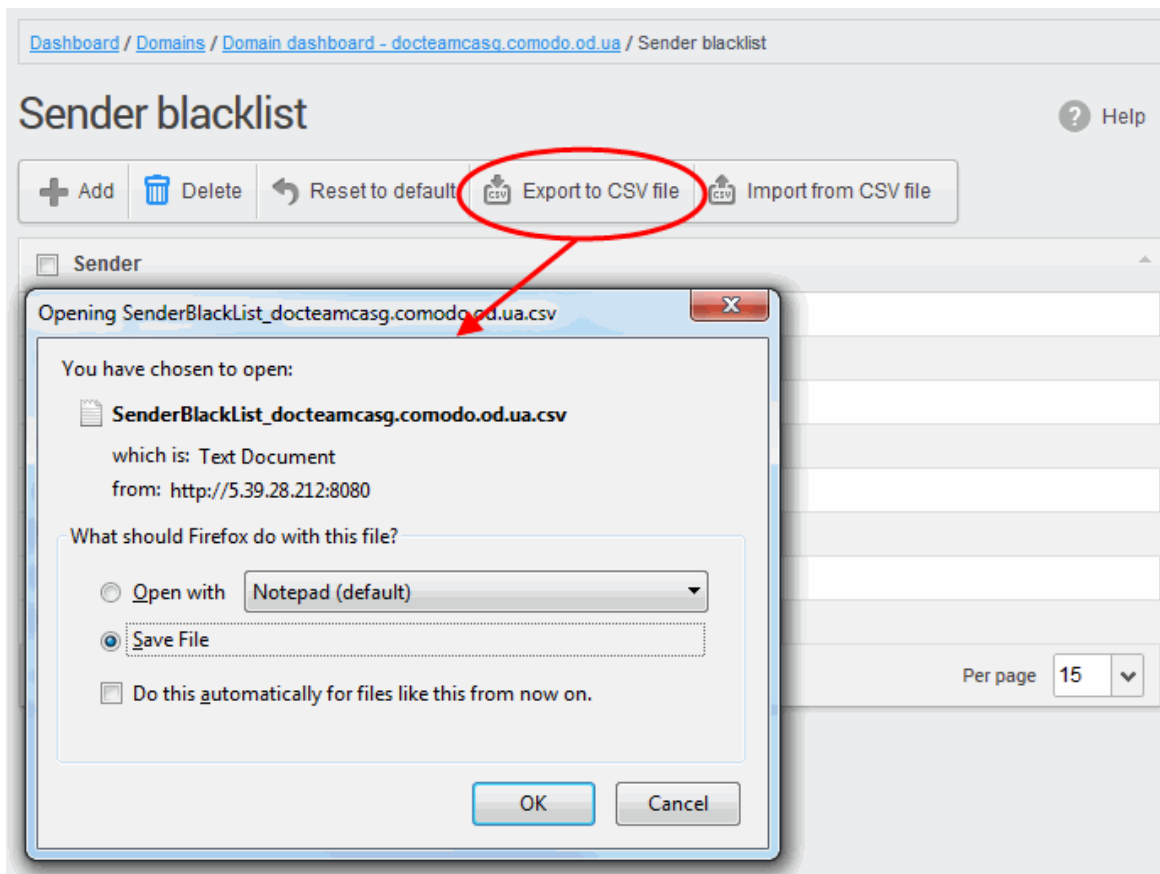 Dashboard / Domains / Domain dashboard - docteamcasg.comodo.od.ua / Sender blacklist
Sender blacklist
? Help
Add Delete Reset to default CSV Export to CSV file CSV Import from CSV file
Sender
Opening SenderBlackList_docteamcasg.comodo.od.ua.csv
You have chosen to open:
SenderBlackList_docteamcasg.comodo.od.ua.csv
which is: Text Document
from: http://5.39.28.212:8080
What should Firefox do with this file?
Open with Notepad (default)
Save File
Do this automatically for files like this from now on.
Per page 15
OK Cancel